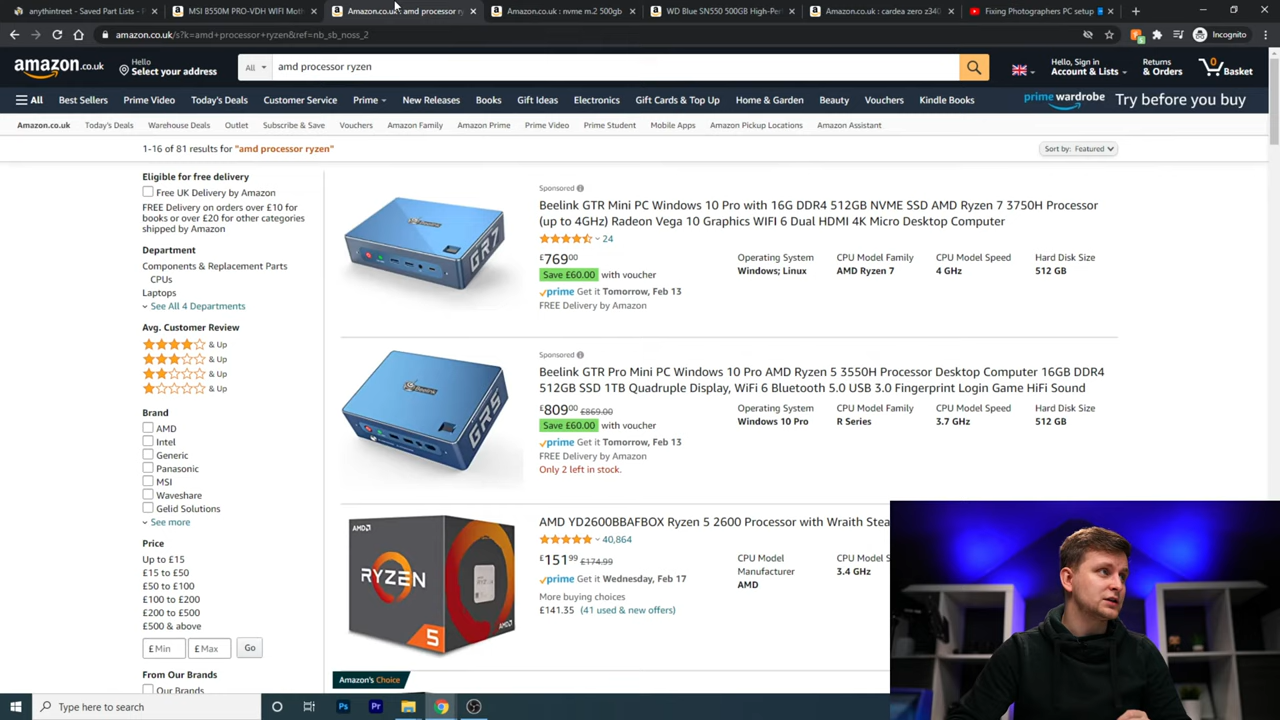 anythintreet - Saved Part Lists - P
MSI B550M PRO-VDH WIFI Moth
Amazon.co.uk : amd processor ry
Amazon.co.uk : nvme m.2 500gb
WD Blue SN550 500GB High-Per
Amazon.co.uk : cardea zero z340
Fixing Photographers PC setup
amazon.co.uk/s?k=amd+processor+ryzen&ref=nb_sb_noss_2
Incognito
amazon.co.uk
Hello
Select your address
All
amd processor ryzen
Hello, Sign in
Account & Lists
Returns
& Orders
0
Basket
All
Best Sellers
Prime Video
Today's Deals
Customer Service
Prime
New Releases
Books
Gift Ideas
Electronics
Gift Cards & Top Up
Home & Garden
Beauty
Vouchers
Kindle Books
prime
wardrobe
Try before you buy
Amazon.co.uk
Today's Deals
Warehouse Deals
Outlet
Subscribe & Save
Vouchers
Amazon Family
Amazon Prime
Prime Video
Prime Student
Mobile Apps
Amazon Pickup Locations
Amazon Assistant
1-16 of 81 results for "amd processor ryzen"
Sort by: Featured
Eligible for free delivery
Free UK Delivery by Amazon
FREE Delivery on orders over £10 for
books or over £20 for other categories
shipped by Amazon
Department
Components & Replacement Parts
CPUs
Laptops
See All 4 Departments
Avg. Customer Review
& Up
& Up
& Up
& Up
Brand
AMD
Intel
Generic
Panasonic
MSI
Waveshare
Gelid Solutions
See more
Price
Up to £15
£15 to £50
£50 to £100
£100 to £200
£200 to £500
£500 & above
£ Min
£ Max
Go
From Our Brands
Our Brands
Sponsored
Beelink GTR Mini PC Windows 10 Pro with 16G DDR4 512GB NVME SSD AMD Ryzen 7 3750H Processor
(up to 4GHz) Radeon Vega 10 Graphics WIFI 6 Dual HDMI 4K Micro Desktop Computer
24
£769.00
Save £60.00 with voucher
prime Get it Tomorrow, Feb 13
FREE Delivery by Amazon
Operating System
Windows; Linux
CPU Model Family
AMD Ryzen 7
CPU Model Speed
4 GHz
Hard Disk Size
512 GB
GR7
Sponsored
Beelink GTR Pro Mini PC Windows 10 Pro AMD Ryzen 5 3550H Processor Desktop Computer 16GB DDR4
512GB SSD 1TB Quadruple Display, WiFi 6 Bluetooth 5.0 USB 3.0 Fingerprint Login Game HiFi Sound
£809.00 £869.00
Save £60.00 with voucher
prime Get it Tomorrow, Feb 13
FREE Delivery by Amazon
Only 2 left in stock.
Operating System
Windows 10 Pro
CPU Model Family
R Series
CPU Model Speed
3.7 GHz
Hard Disk Size
512 GB
GR5
AMD YD2600BBAFBOX Ryzen 5 2600 Processor with Wraith Stea
40,864
£151.99 £174.99
prime Get it Wednesday, Feb 17
More buying choices
£141.35 (41 used & new offers)
CPU Model
Manufacturer
AMD
CPU Model S
3.4 GHz
AMD
RYZEN
5
AMD
Amazon's Choice
Type here to search
Ps
Pr